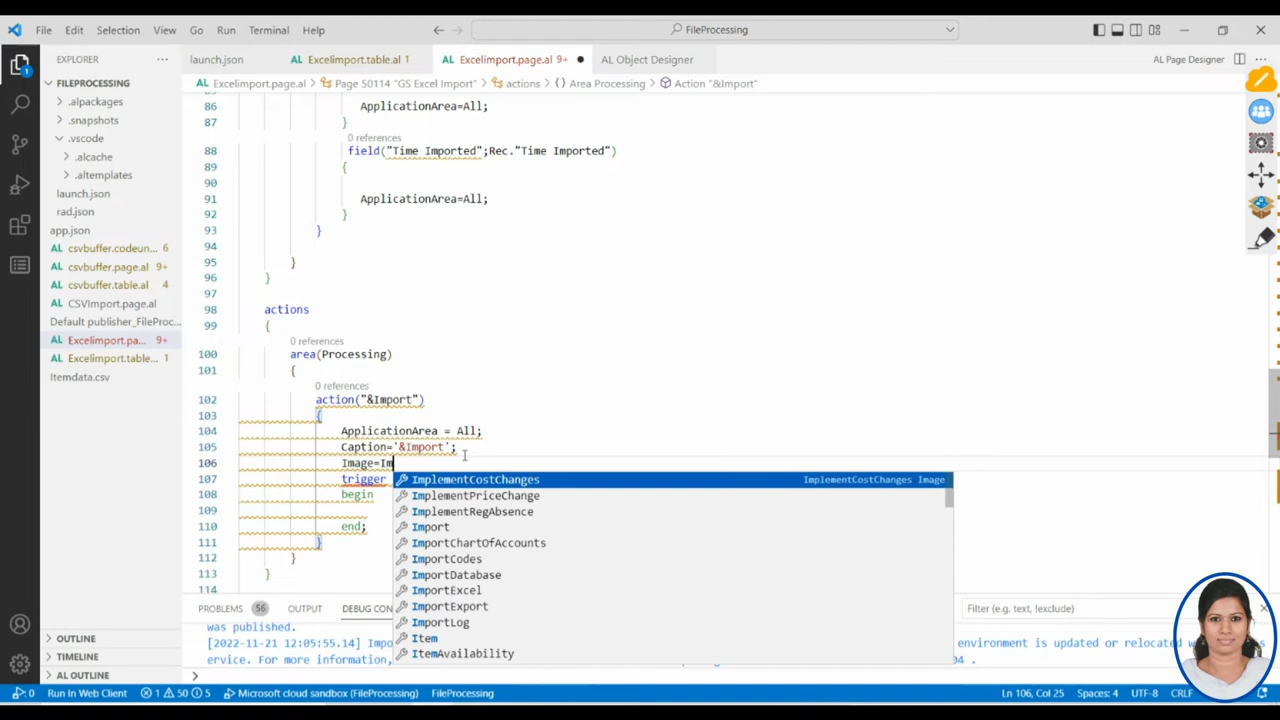 File Edit Selection View Go Run Terminal Help
FileProcessing
EXPLORER
launch.json
Excelimport.table.al 1
Excelimport.page.al 9+
AL Object Designer
AL Page Designer
FILEPROCESSING
AL Excelimport.page.al > Page 50114 "GS Excel Import" > actions > Area Processing > Action "&Import"
.alpackages
.snapshots
.vscode
.alcache
.altemplates
launch.json
rad.json
app.json
AL csvbuffer.codeun... 6
AL csvbuffer.page.al 9+
AL csvbuffer.table.al 4
AL CSVImport.page.al
Default publisher_FileProc...
AL Excelimport.pa... 9+
AL Excelimport.table... 1
Itemdata.csv
86 ApplicationArea=All;
87 }
0 references
88 field("Time Imported";Rec."Time Imported")
89 {
90
91 ApplicationArea=All;
92 }
93 }
94
95 }
96 }
97
98 actions
99 {
0 references
100 area(Processing)
101 {
0 references
102 action("&Import")
103 {
104 ApplicationArea = All;
105 Caption='&Import';
106 Image=Im
107 trigger
108 begin
109
110 end;
111 }
112 }
113 }
114
ImplementCostChanges ImplementCostChanges Image
ImplementPriceChange
ImplementRegAbsence
Import
ImportChartOfAccounts
ImportCodes
ImportDatabase
ImportExcel
ImportExport
ImportLog
Item
ItemAvailability
PROBLEMS 56 OUTPUT DEBUG CON
Filter (e.g. text, !exclude)
was published.
[2022-11-21 12:05:55.14] Impo
environment is updated or relocated
ervice. For more information,
OUTLINE
TIMELINE
AL OUTLINE
0 Run In Web Client 1 50 5 Microsoft cloud sandbox (FileProcessing) FileProcessing
Ln 106, Col 25 Spaces: 4 UTF-8 CRLF